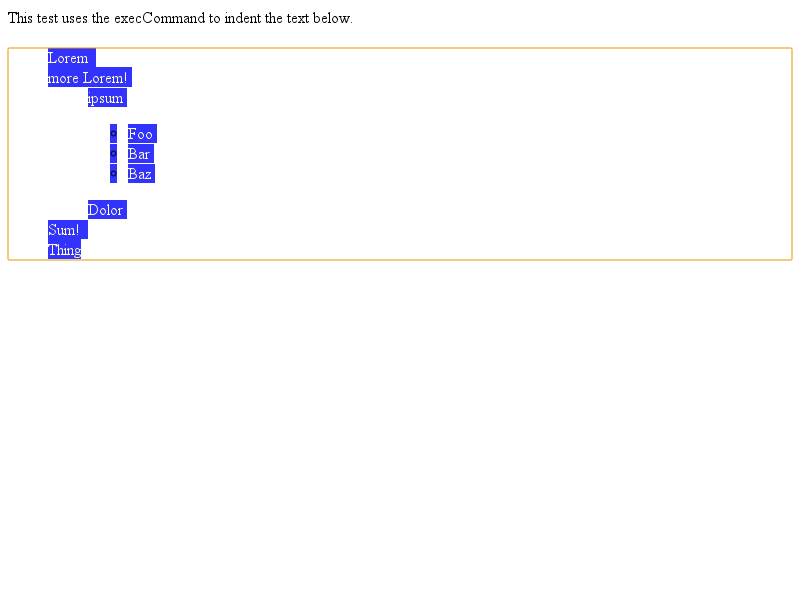 This test uses the execCommand to indent the text below.
Lorem
more Lorem!
ipsum
Foo
Bar
Baz
Dolor
Sum!
Thing